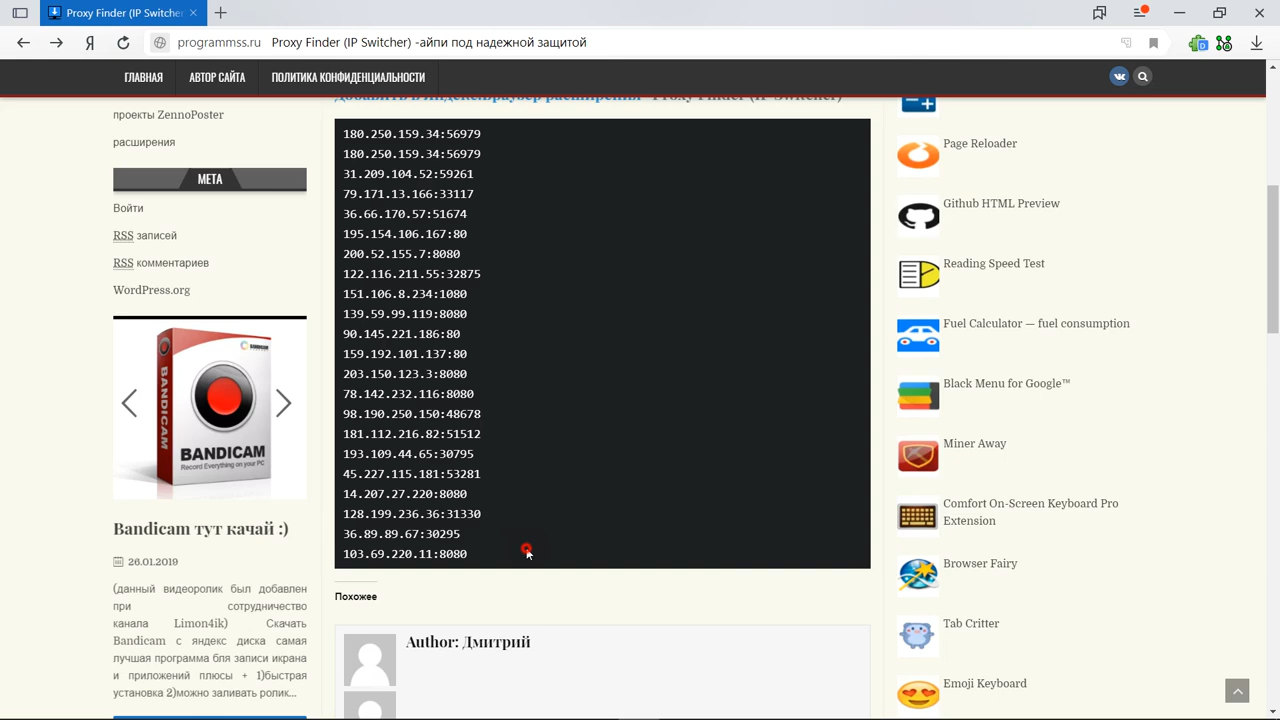 Proxy Finder (IP Switcher
programmss.ru
Proxy Finder (IP Switcher) -айпи под надежной защитой
ГЛАВНАЯ
АВТОР САЙТА
ПОЛИТИКА КОНФИДЕНЦИАЛЬНОСТИ
проекты ZennoPoster
расширения
МЕТА
Войти
RSS записей
RSS комментариев
WordPress.org
BANDICAM
BANDICAM
BANDICAM
Record Everything on your PC
Bandicam тут качай :)
26.01.2019
(данный видеоролик был добавлен
при сотрудничество
канала Limon4ik) Скачать
Bandicam с яндекс диска самая
лучшая программа бля записи икрана
и приложений плюсы + 1)быстрая
установка 2)можно заливать ролик...
Добавить в Яндекс.Браузер расширения - Proxy Finder (IP Switcher)
180.250.159.34:56979
180.250.159.34:56979
31.209.104.52:59261
79.171.13.166:33117
36.66.170.57:51674
195.154.106.167:80
200.52.155.7:8080
122.116.211.55:32875
151.106.8.234:1080
139.59.99.119:8080
90.145.221.186:80
159.192.101.137:80
203.150.123.3:8080
78.142.232.116:8080
98.190.250.150:48678
181.112.216.82:51512
193.109.44.65:30795
45.227.115.181:53281
14.207.27.220:8080
128.199.236.36:31330
36.89.89.67:30295
103.69.220.11:8080
Похожее
Author: Дмитрий
Page Reloader
Github HTML Preview
Reading Speed Test
Fuel Calculator — fuel consumption
Black Menu for Google™
Miner Away
Comfort On-Screen Keyboard Pro
Extension
Browser Fairy
Tab Critter
Emoji Keyboard